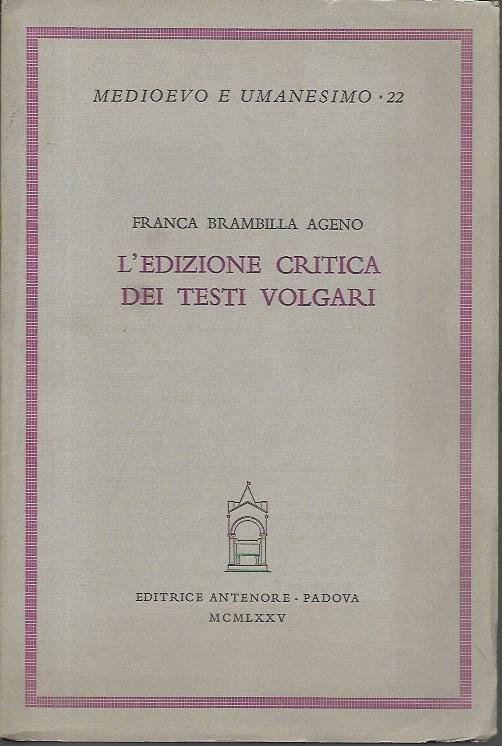 MEDIOEVO E UMANESIMO · 22
FRANCA BRAMBILLA AGENO
L'EDIZIONE CRITICA
DEI TESTI VOLGARI
EDITRICE ANTENORE · PADOVA
MCMLXXV